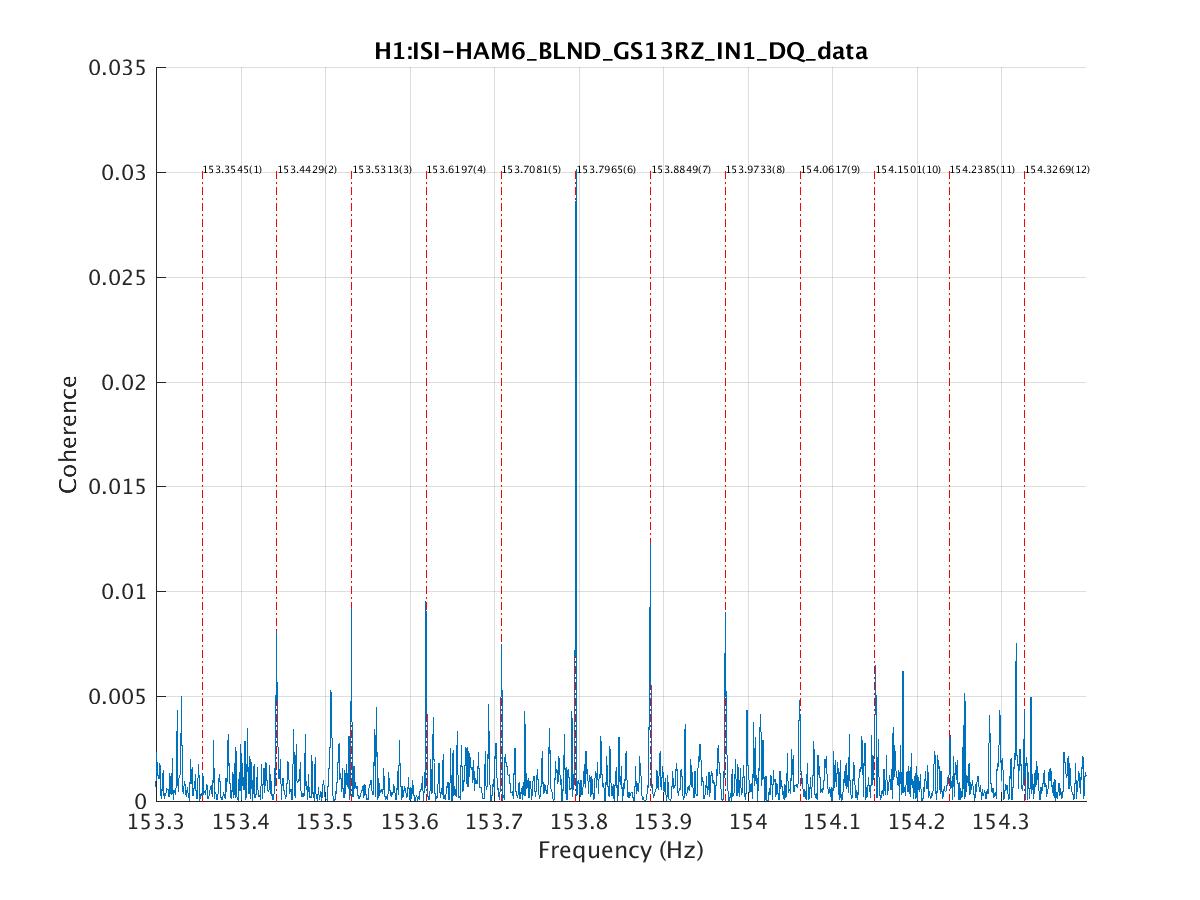 H1:ISI-HAM6_BLND_GS13RZ_IN1_DQ_data
0.035
0.03
0.025
0.02
0.015
0.01
0.005
0
Coherence
153.3545(1) 153.4429(2) 153.5313(3) 153.6197(4) 153.7081(5) 153.7965(6) 153.8849(7) 153.9733(8) 154.0617(9) 154.1501(10) 154.2385(11) 154.3269(12)
153.3 153.4 153.5 153.6 153.7 153.8 153.9 154 154.1 154.2 154.3
Frequency (Hz)